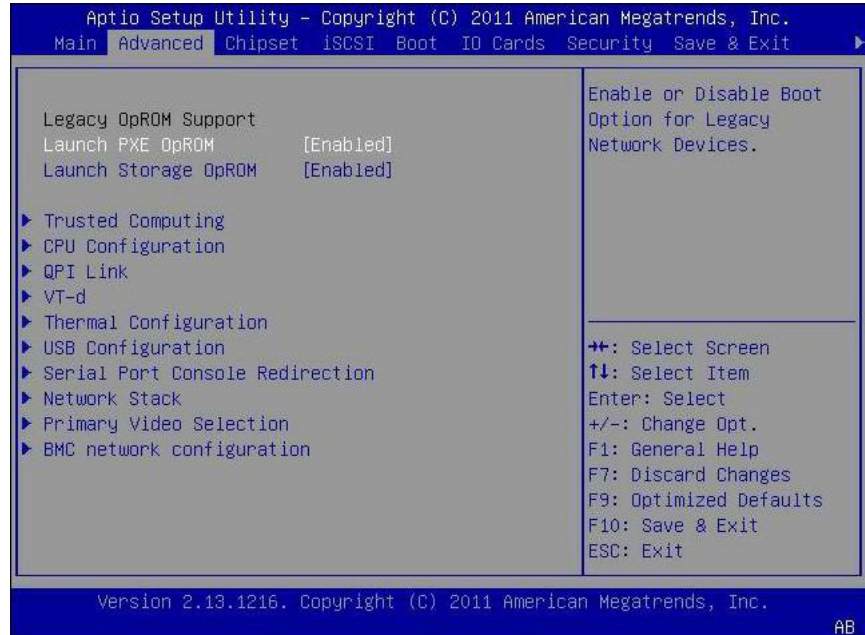 Aptio Setup Utility – Copyright (C) 2011 American Megatrends, Inc.
Main Advanced Chipset iSCSI Boot IO Cards Security Save & Exit
Legacy OpROM Support
Launch PXE OpROM [Enabled]
Launch Storage OpROM [Enabled]
Trusted Computing
CPU Configuration
QPI Link
VT-d
Thermal Configuration
USB Configuration
Serial Port Console Redirection
Network Stack
Primary Video Selection
BMC network configuration
Enable or Disable Boot
Option for Legacy
Network Devices.
→←: Select Screen
↑↓: Select Item
Enter: Select
+/-: Change Opt.
F1: General Help
F7: Discard Changes
F9: Optimized Defaults
F10: Save & Exit
ESC: Exit
Version 2.13.1216. Copyright (C) 2011 American Megatrends, Inc.
AB